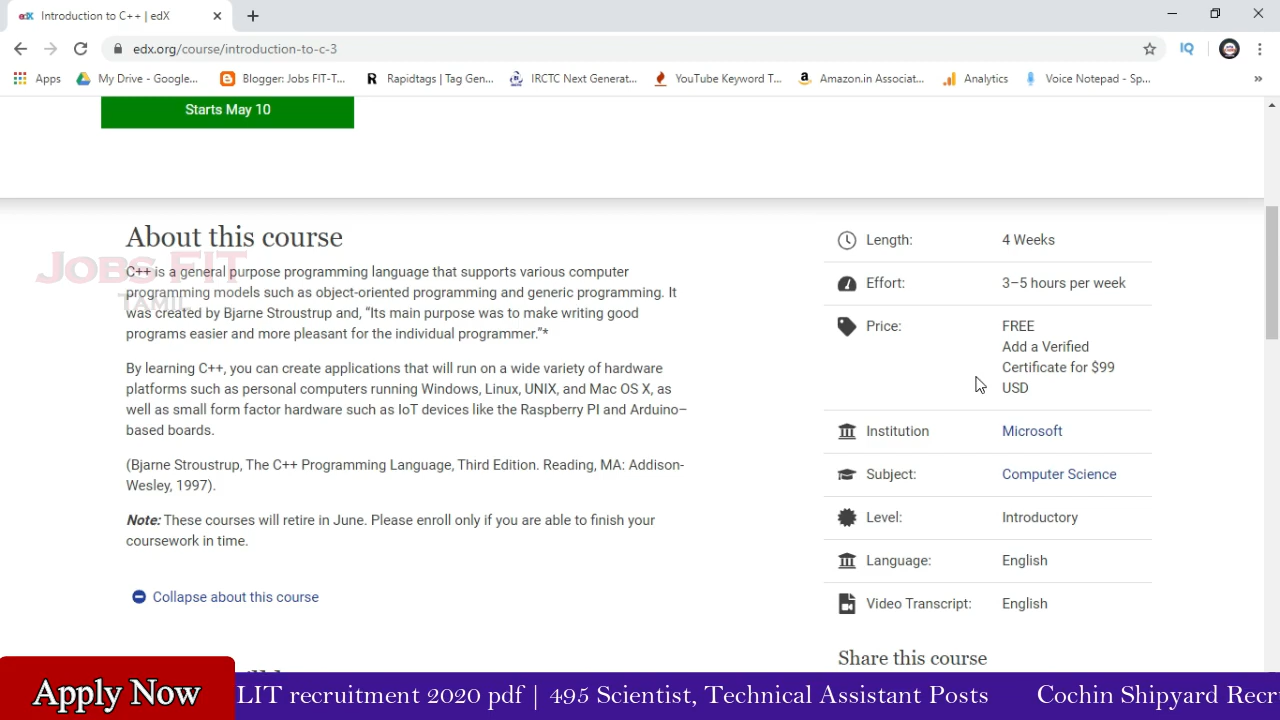 edX Introduction to C++ | edX
edx.org/course/introduction-to-c-3
Apps My Drive - Google... Blogger: Jobs FIT-T... R Rapidtags | Tag Gen... IRCTC Next Generat... YouTube Keyword T... Amazon.in Associat... Analytics Voice Notepad - Sp... »
Starts May 10
About this course
JOBS FIT
TAMIL
C++ is a general purpose programming language that supports various computer
programming models such as object-oriented programming and generic programming. It
was created by Bjarne Stroustrup and, “Its main purpose was to make writing good
programs easier and more pleasant for the individual programmer.”*
By learning C++, you can create applications that will run on a wide variety of hardware
platforms such as personal computers running Windows, Linux, UNIX, and Mac OS X, as
well as small form factor hardware such as IoT devices like the Raspberry PI and Arduino–
based boards.
(Bjarne Stroustrup, The C++ Programming Language, Third Edition. Reading, MA: Addison-
Wesley, 1997).
Note: These courses will retire in June. Please enroll only if you are able to finish your
coursework in time.
Collapse about this course
Length: 4 Weeks
Effort: 3–5 hours per week
Price: FREE
Add a Verified
Certificate for $99
USD
Institution Microsoft
Subject: Computer Science
Level: Introductory
Language: English
Video Transcript: English
Share this course
Apply Now
LIT recruitment 2020 pdf | 495 Scientist, Technical Assistant Posts Cochin Shipyard Recr